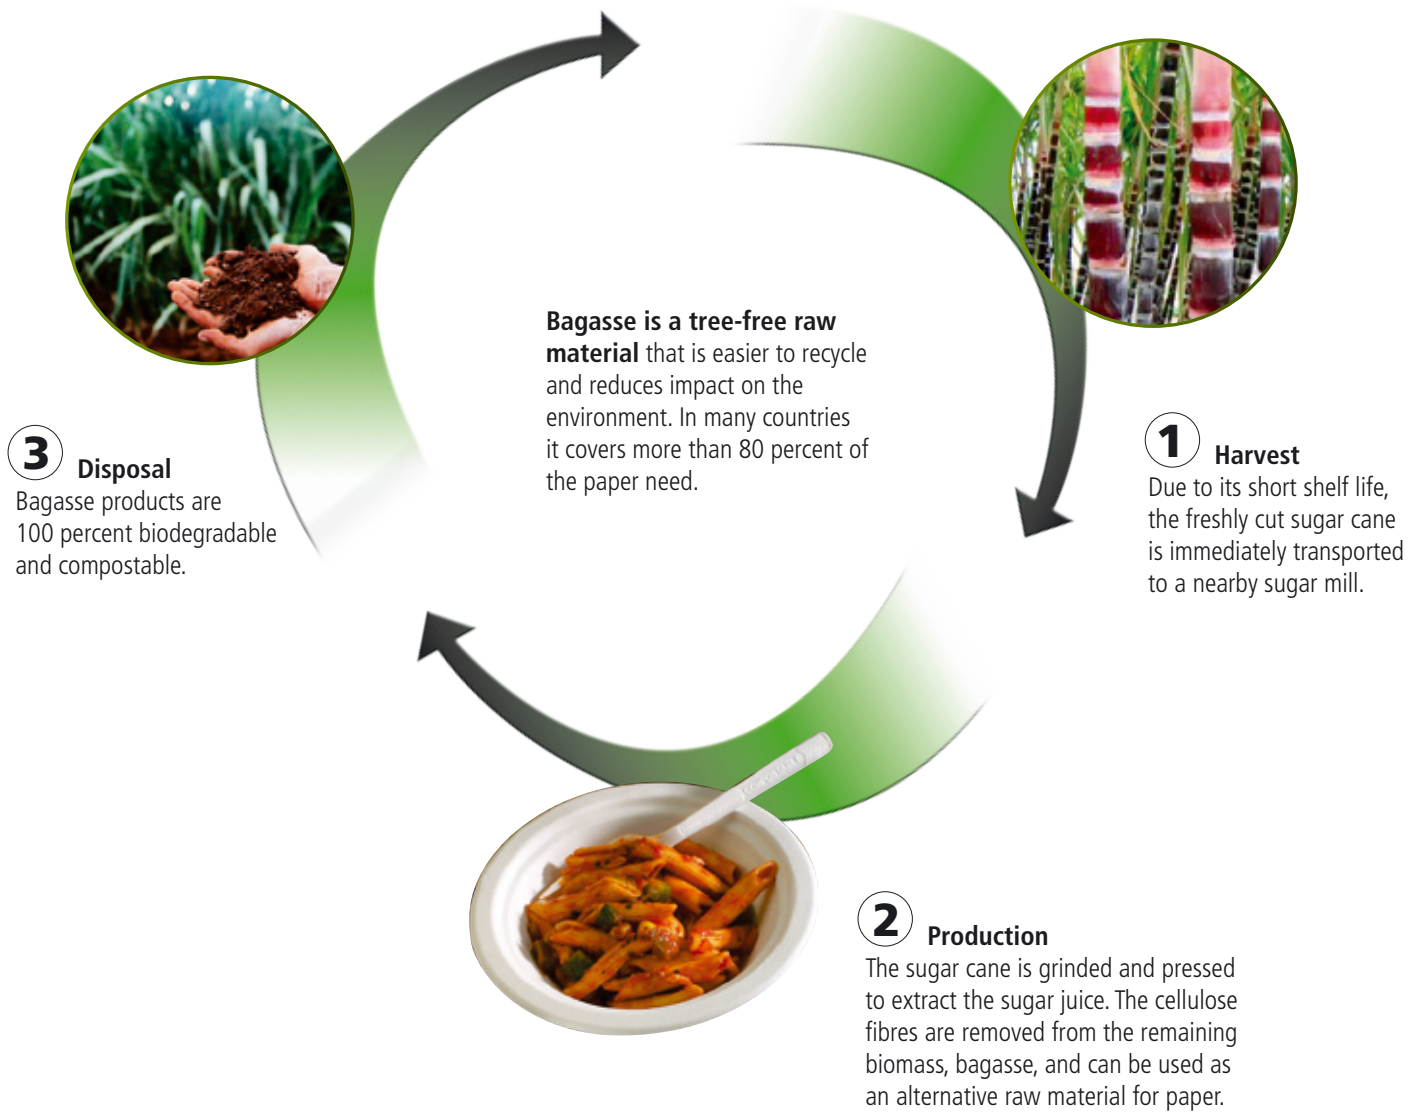 Bagasse is a tree-free raw
material that is easier to recycle
and reduces impact on the
environment. In many countries
it covers more than 80 percent of
the paper need.
1 Harvest
Due to its short shelf life,
the freshly cut sugar cane
is immediately transported
to a nearby sugar mill.
2 Production
The sugar cane is grinded and pressed
to extract the sugar juice. The cellulose
fibres are removed from the remaining
biomass, bagasse, and can be used as
an alternative raw material for paper.
3 Disposal
Bagasse products are
100 percent biodegradable
and compostable.